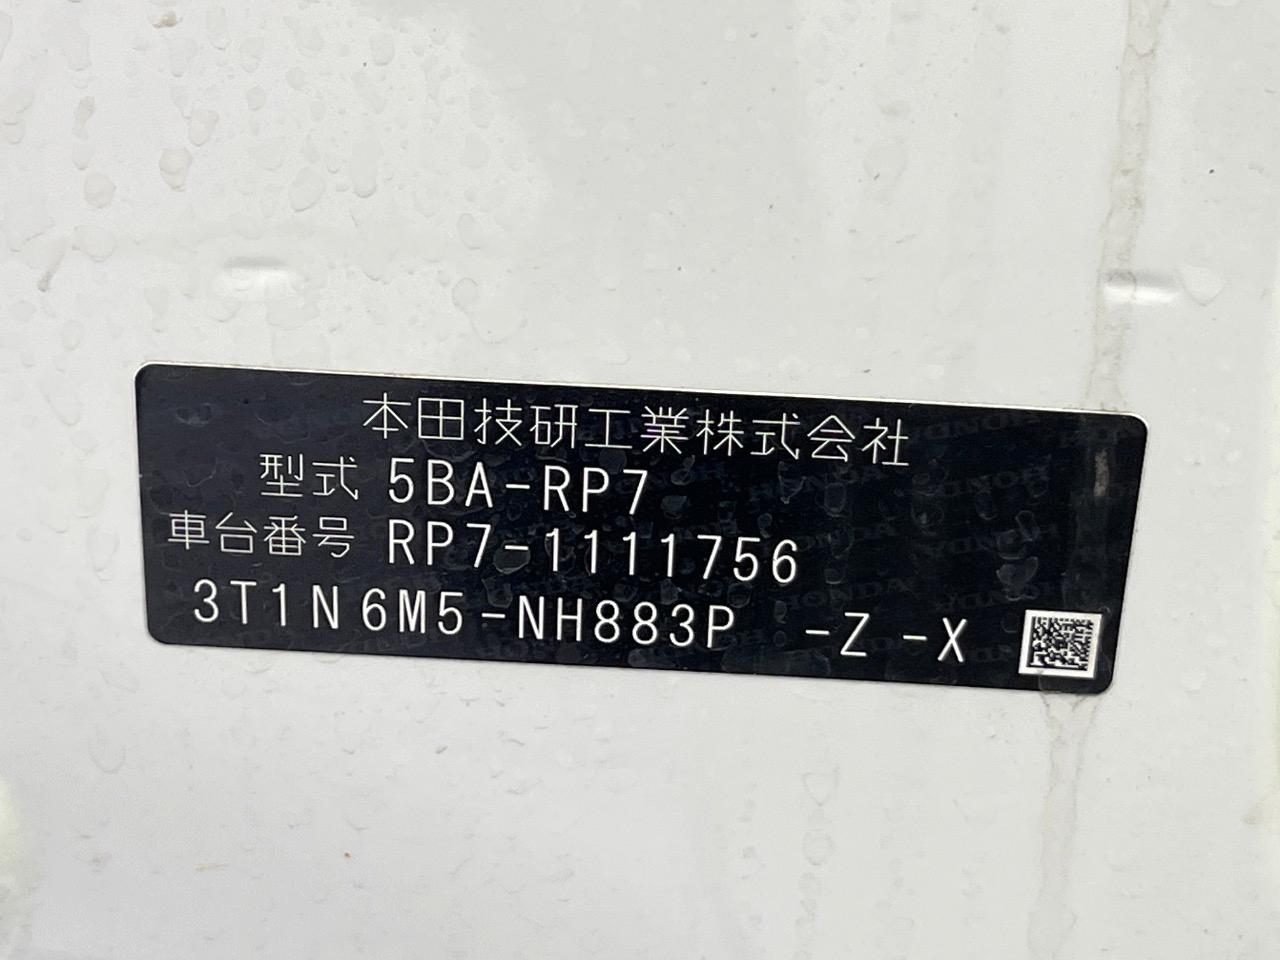 本田技研工業株式会社
型式 5BA-RP7
車台番号 RP7-1111756
3T1N6M5-NH883P -Z -X